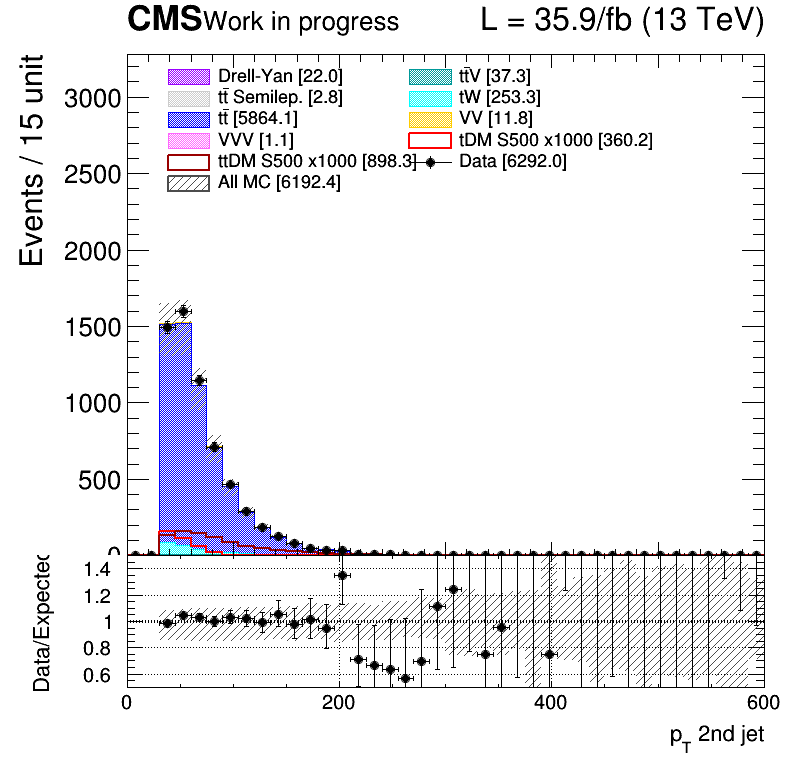 CMS Work in progress L = 35.9/fb (13 TeV)
Events / 15 unit
3000
2500
2000
1500
1000
500
0
Drell-Yan [22.0]
tt̄V [37.3]
tt̄ Semilep. [2.8]
tW [253.3]
tt̄ [5864.1]
VV [11.8]
VVV [1.1]
tDM S500 x1000 [360.2]
ttDM S500 x1000 [898.3]
Data [6292.0]
All MC [6192.4]
Data/Expected
1.4
1.2
1
0.8
0.6
0 200 400 600
p_T 2nd jet